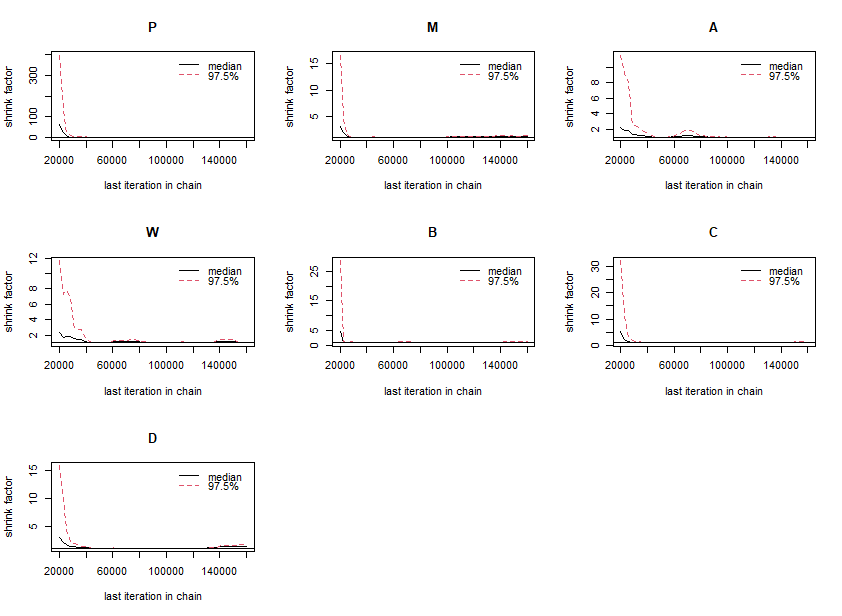 P
shrink factor
0 100 300
median
97.5%
20000 60000 100000 140000
last iteration in chain
M
shrink factor
5 10 15
median
97.5%
20000 60000 100000 140000
last iteration in chain
A
shrink factor
2 4 6 8
median
97.5%
20000 60000 100000 140000
last iteration in chain
W
shrink factor
2 4 6 8 12
median
97.5%
20000 60000 100000 140000
last iteration in chain
B
shrink factor
0 5 15 25
median
97.5%
20000 60000 100000 140000
last iteration in chain
C
shrink factor
0 10 20 30
median
97.5%
20000 60000 100000 140000
last iteration in chain
D
shrink factor
5 10 15
median
97.5%
20000 60000 100000 140000
last iteration in chain